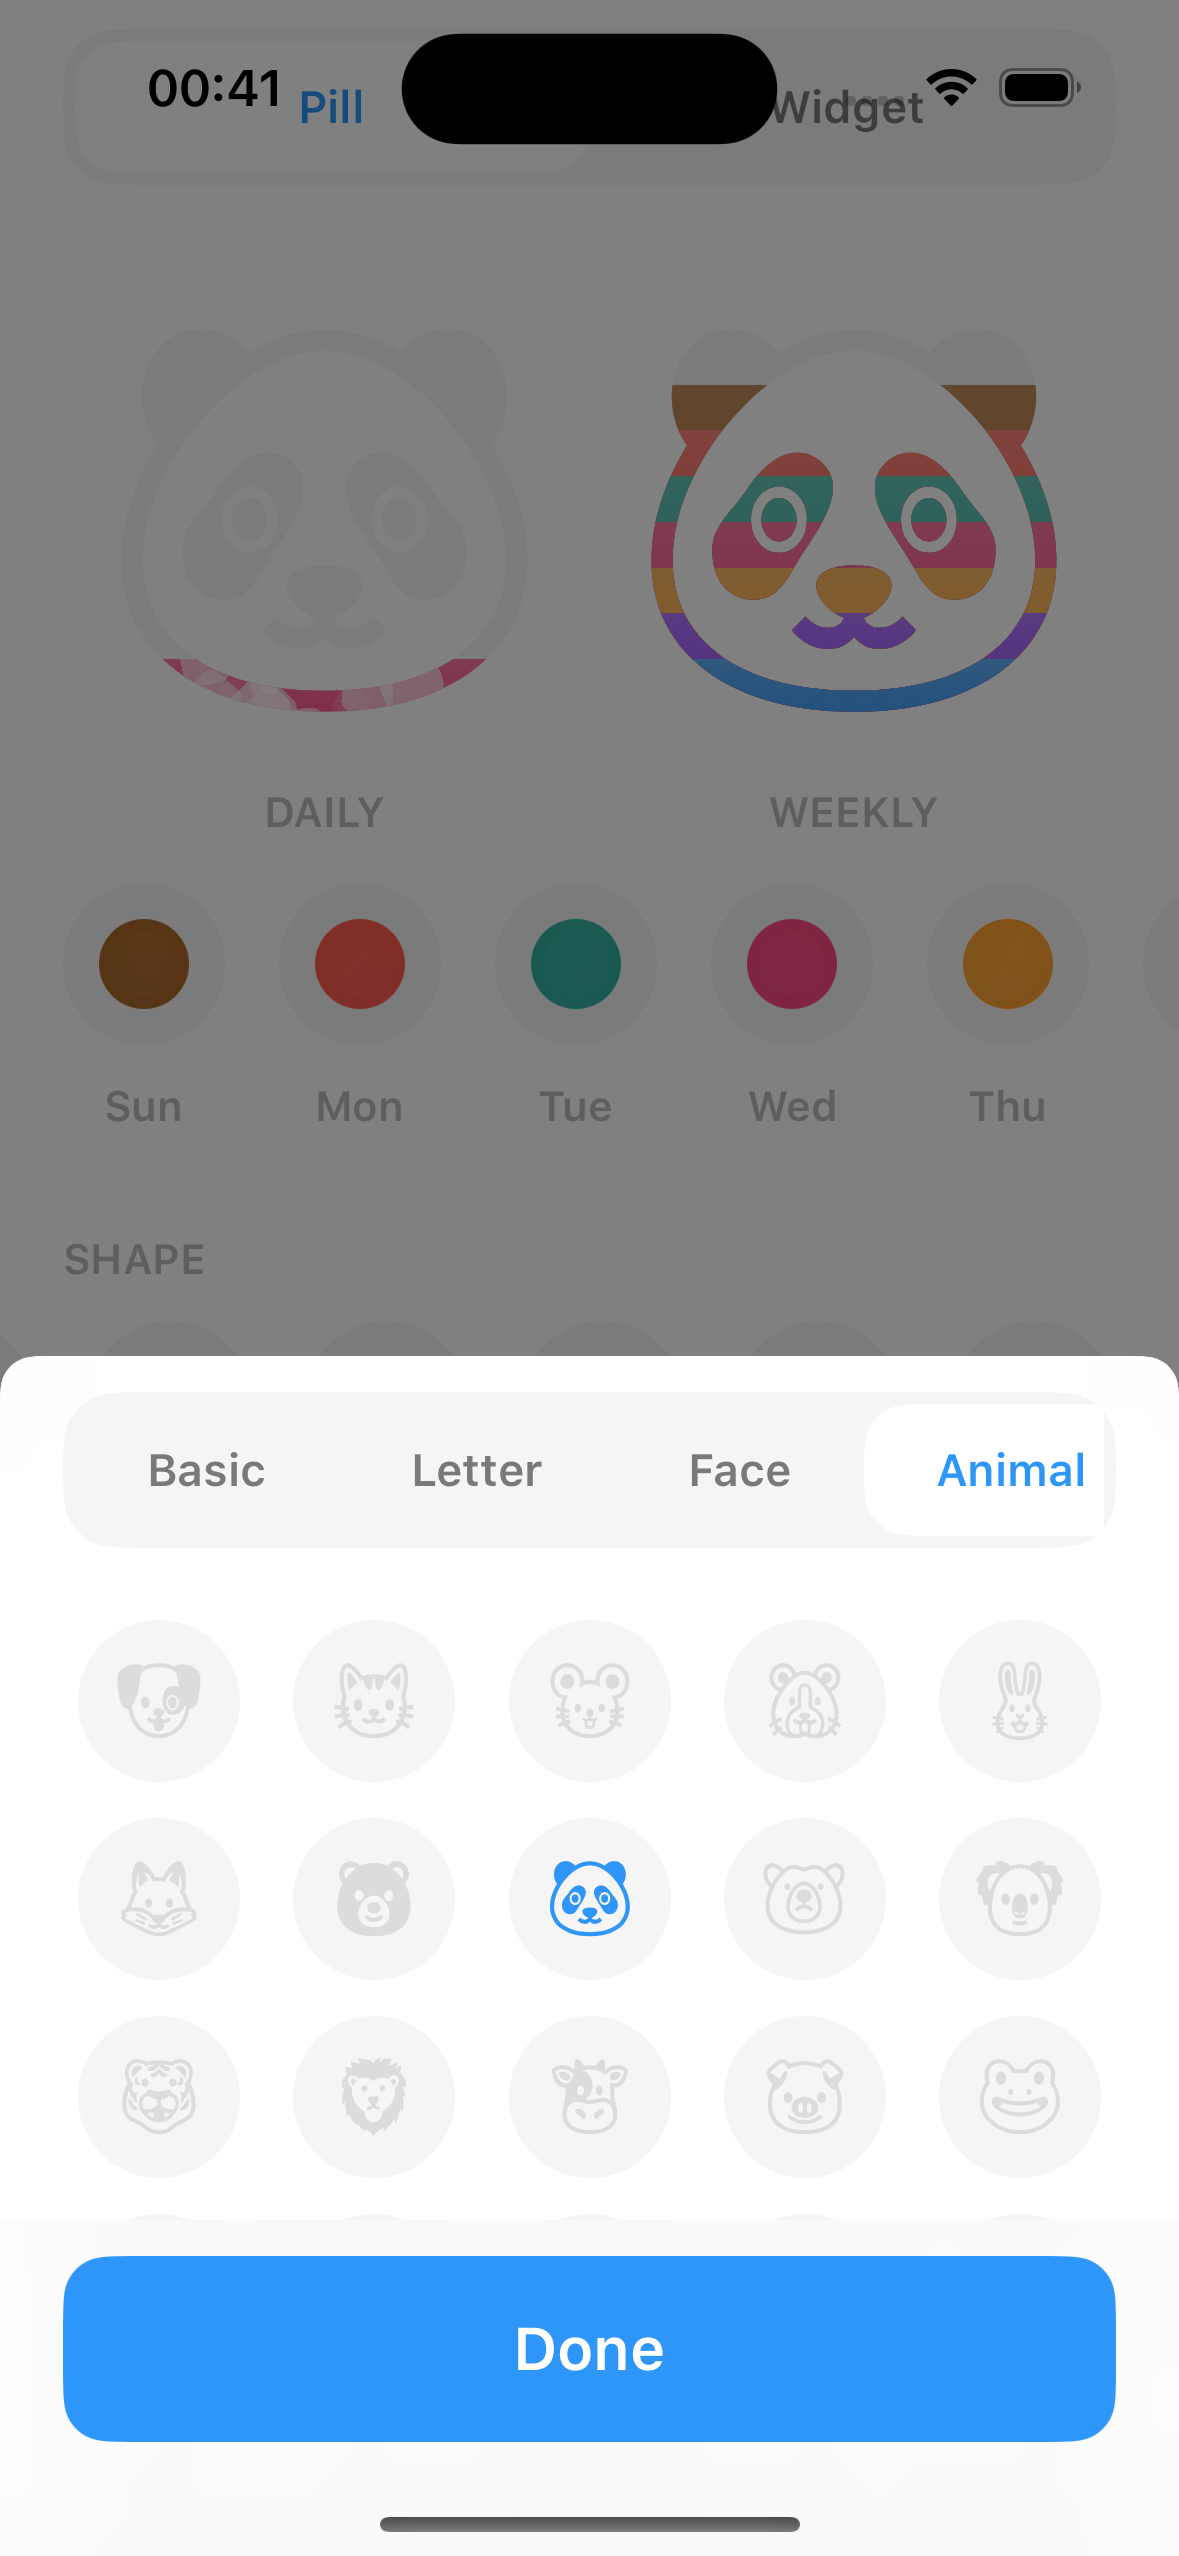 00:41
Pill
Widget
DAILY
WEEKLY
Sun
Mon
Tue
Wed
Thu
SHAPE
Basic
Letter
Face
Animal
Done